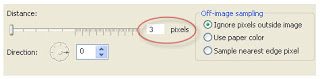 Distance:
3 pixels
Direction:
0
Off-image sampling
Ignore pixels outside image
Use paper color
Sample nearest edge pixel